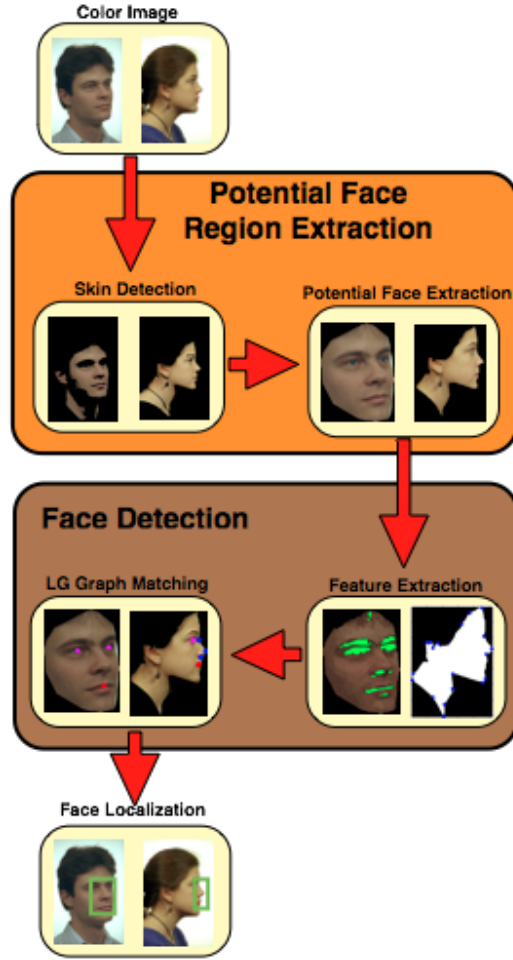 Color Image
Potential Face
Region Extraction
Skin Detection
Potential Face Extraction
Face Detection
LG Graph Matching
Feature Extraction
Face Localization